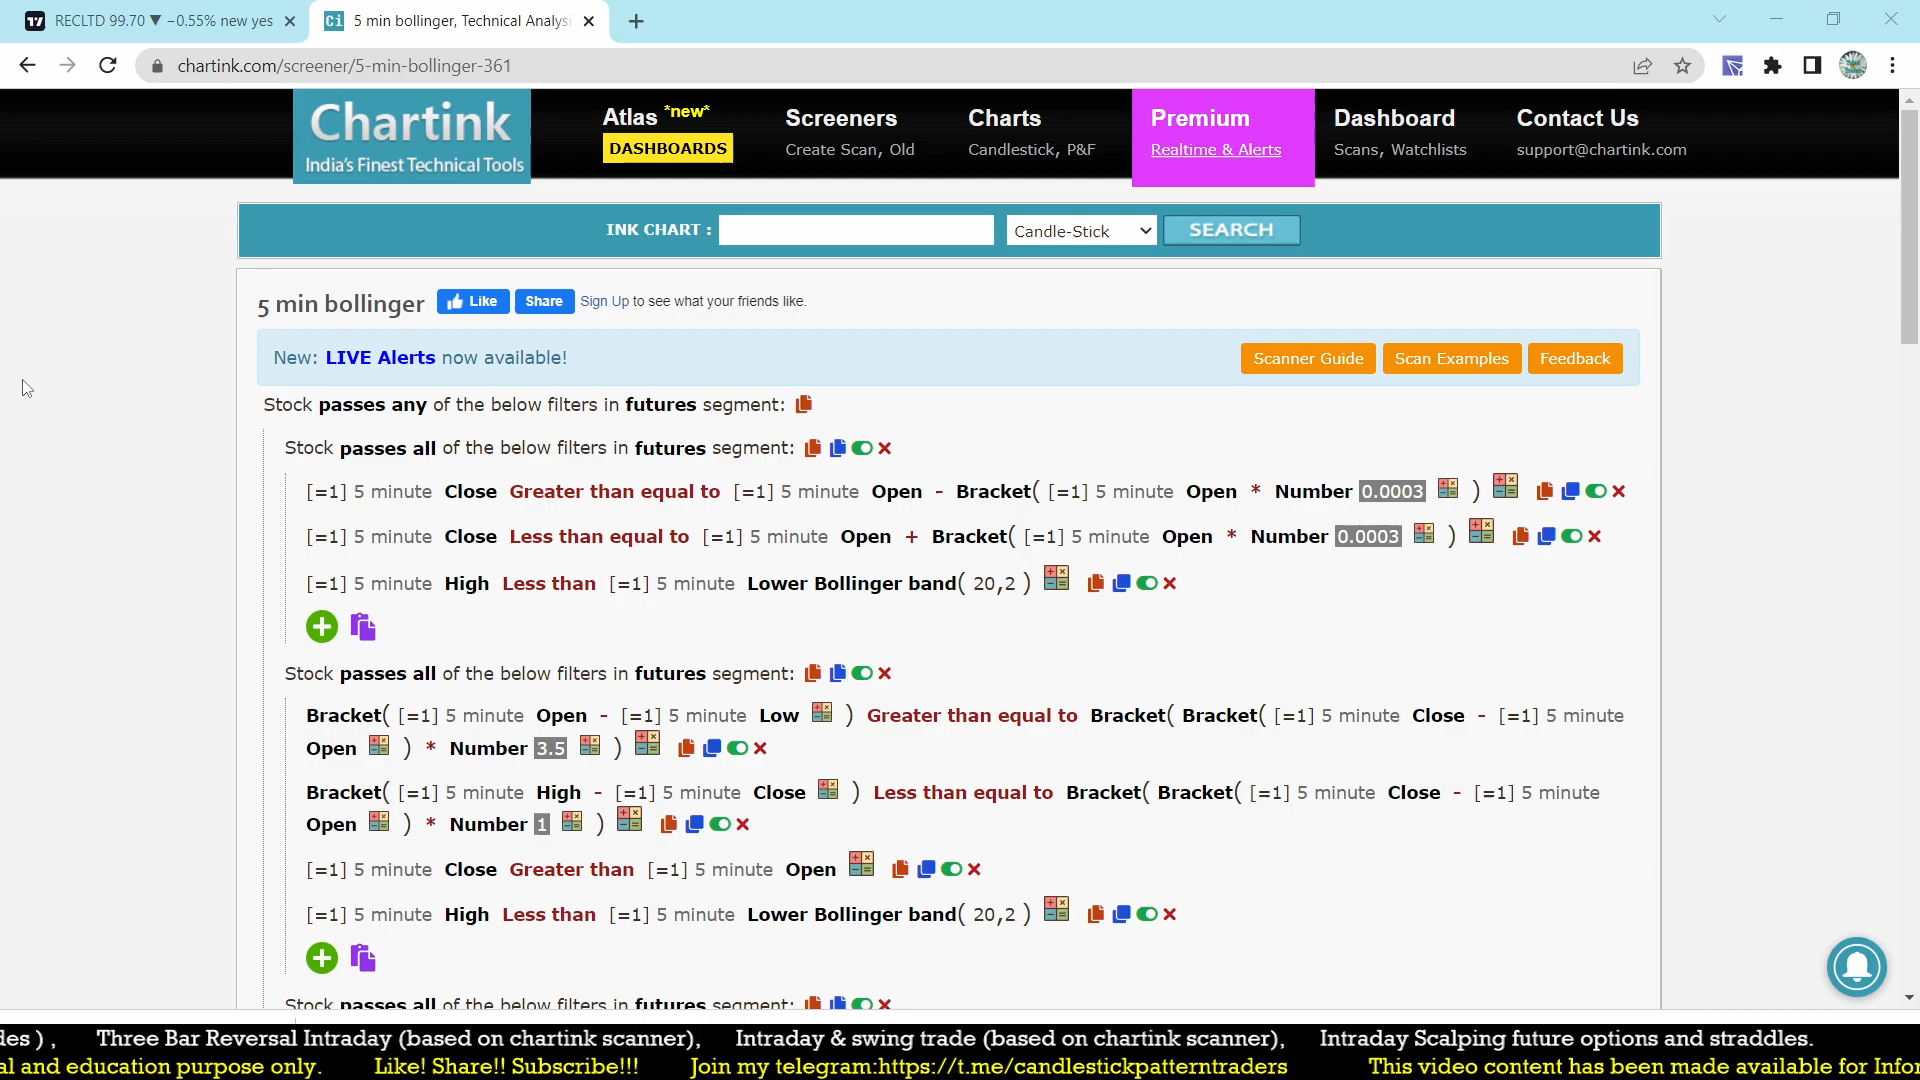 RECLTD 99.70 ▼ −0.55% new yes
5 min bollinger, Technical Analysi
chartink.com/screener/5-min-bollinger-361
Chartink
India's Finest Technical Tools
Atlas *new*
DASHBOARDS
Screeners
Create Scan, Old
Charts
Candlestick, P&F
Premium
Realtime & Alerts
Dashboard
Scans, Watchlists
Contact Us
support@chartink.com
INK CHART : Candle-Stick SEARCH
5 min bollinger Like Share Sign Up to see what your friends like.
New: LIVE Alerts now available! Scanner Guide Scan Examples Feedback
Stock passes any of the below filters in futures segment:
Stock passes all of the below filters in futures segment:
[=1] 5 minute Close Greater than equal to [=1] 5 minute Open - Bracket( [=1] 5 minute Open * Number 0.0003 )
[=1] 5 minute Close Less than equal to [=1] 5 minute Open + Bracket( [=1] 5 minute Open * Number 0.0003 )
[=1] 5 minute High Less than [=1] 5 minute Lower Bollinger band( 20,2 )
Stock passes all of the below filters in futures segment:
Bracket( [=1] 5 minute Open - [=1] 5 minute Low ) Greater than equal to Bracket( Bracket( [=1] 5 minute Close - [=1] 5 minute
Open ) * Number 3.5 )
Bracket( [=1] 5 minute High - [=1] 5 minute Close ) Less than equal to Bracket( Bracket( [=1] 5 minute Close - [=1] 5 minute
Open ) * Number 1 )
[=1] 5 minute Close Greater than [=1] 5 minute Open
[=1] 5 minute High Less than [=1] 5 minute Lower Bollinger band( 20,2 )
Stock passes all of the below filters in futures segment:
des ) , Three Bar Reversal Intraday (based on chartink scanner), Intraday & swing trade (based on chartink scanner), Intraday Scalping future options and straddles.
al and education purpose only. Like! Share!! Subscribe!!! Join my telegram:https://t.me/candlestickpatterntraders This video content has been made available for Infor